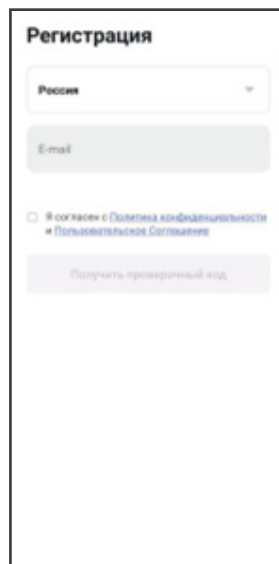 Регистрация
Россия
E-mail
Я согласен с Политика конфиденциальности
и Пользовательское Соглашение
Получить проверочный код